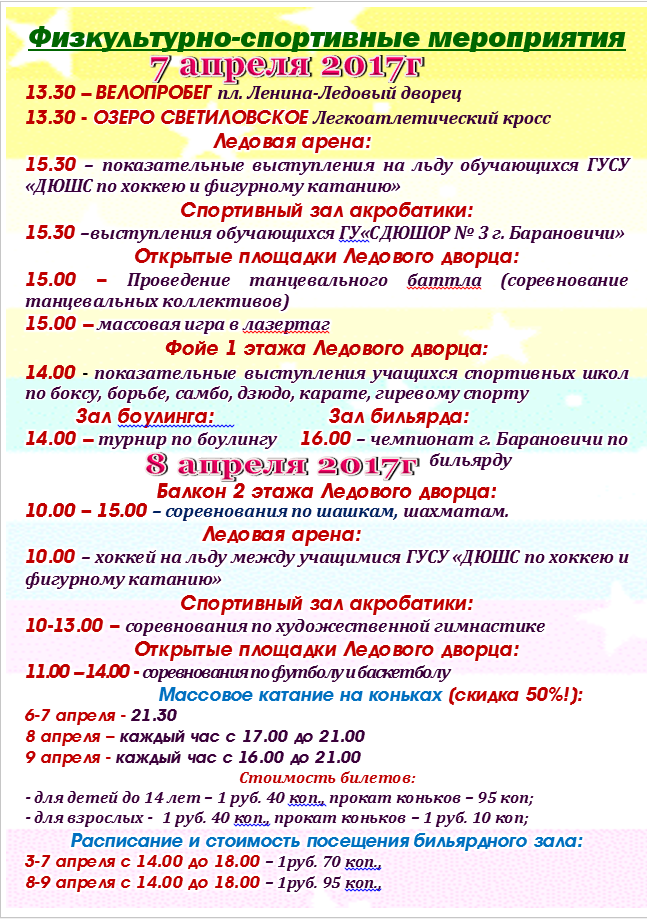 Физкультурно-спортивные мероприятия
7 апреля 2017г
13.30 – ВЕЛОПРОБЕГ пл. Ленина-Ледовый дворец
13.30 - ОЗЕРО СВЕТИЛОВСКОЕ Легкоатлетический кросс
Ледовая арена:
15.30 – показательные выступления на льду обучающихся ГУСУ
«ДЮШС по хоккею и фигурному катанию»
Спортивный зал акробатики:
15.30 –выступления обучающихся ГУ«СДЮШОР № 3 г. Барановичи»
Открытые площадки Ледового дворца:
15.00 – Проведение танцевального баттла (соревнование
танцевальных коллективов)
15.00 – массовая игра в лазертаг
Фойе 1 этажа Ледового дворца:
14.00 - показательные выступления учащихся спортивных школ
по боксу, борьбе, самбо, дзюдо, карате, гиревому спорту
Зал боулинга: Зал бильярда:
14.00 – турнир по боулингу 16.00 – чемпионат г. Барановичи по
бильярду
8 апреля 2017г
Балкон 2 этажа Ледового дворца:
10.00 – 15.00 – соревнования по шашкам, шахматам.
Ледовая арена:
10.00 – хоккей на льду между учащимися ГУСУ «ДЮШС по хоккею и
фигурному катанию»
Спортивный зал акробатики:
10-13.00 – соревнования по художественной гимнастике
Открытые площадки Ледового дворца:
11.00 –14.00 - соревнования по футболу и баскетболу
Массовое катание на коньках (скидка 50%!):
6-7 апреля - 21.30
8 апреля – каждый час с 17.00 до 21.00
9 апреля - каждый час с 16.00 до 21.00
Стоимость билетов:
- для детей до 14 лет – 1 руб. 40 коп., прокат коньков – 95 коп;
- для взрослых - 1 руб. 40 коп., прокат коньков – 1 руб. 10 коп;
Расписание и стоимость посещения бильярдного зала:
3-7 апреля с 14.00 до 18.00 – 1руб. 70 коп.,
8-9 апреля с 14.00 до 18.00 – 1руб. 95 коп.,